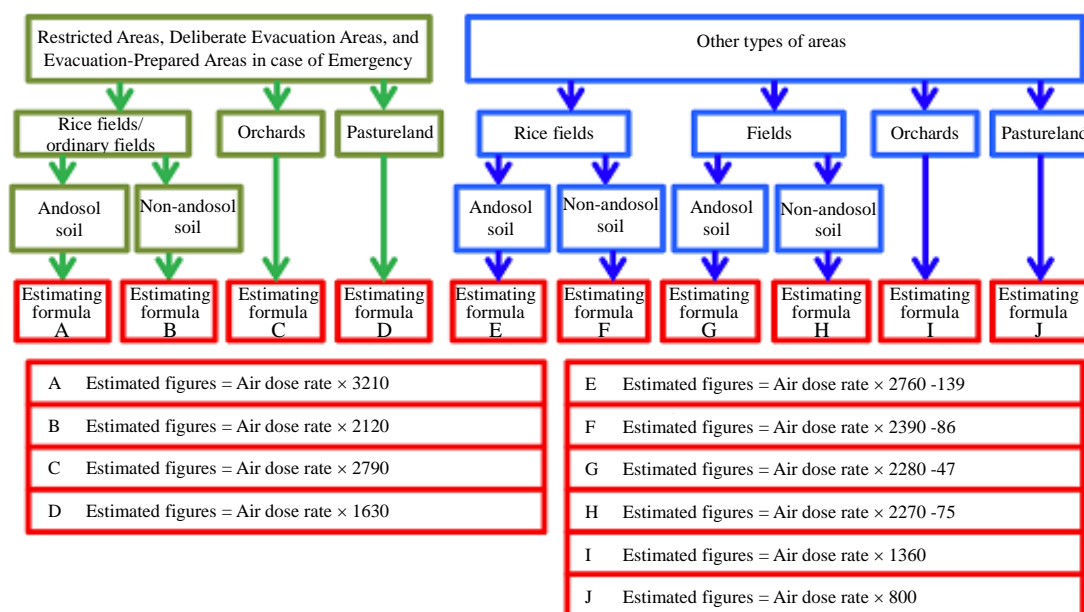 Restricted Areas, Deliberate Evacuation Areas, and
Evacuation-Prepared Areas in case of Emergency
Other types of areas
Rice fields/
ordinary fields
Orchards
Pastureland
Rice fields
Fields
Orchards
Pastureland
Andosol
soil
Non-andosol
soil
Andosol
soil
Non-andosol
soil
Andosol
soil
Non-andosol
soil
Estimating
formula
A
Estimating
formula
B
Estimating
formula
C
Estimating
formula
D
Estimating
formula
E
Estimating
formula
F
Estimating
formula
G
Estimating
formula
H
Estimating
formula
I
Estimating
formula
J
A Estimated figures = Air dose rate × 3210
B Estimated figures = Air dose rate × 2120
C Estimated figures = Air dose rate × 2790
D Estimated figures = Air dose rate × 1630
E Estimated figures = Air dose rate × 2760 -139
F Estimated figures = Air dose rate × 2390 -86
G Estimated figures = Air dose rate × 2280 -47
H Estimated figures = Air dose rate × 2270 -75
I Estimated figures = Air dose rate × 1360
J Estimated figures = Air dose rate × 800